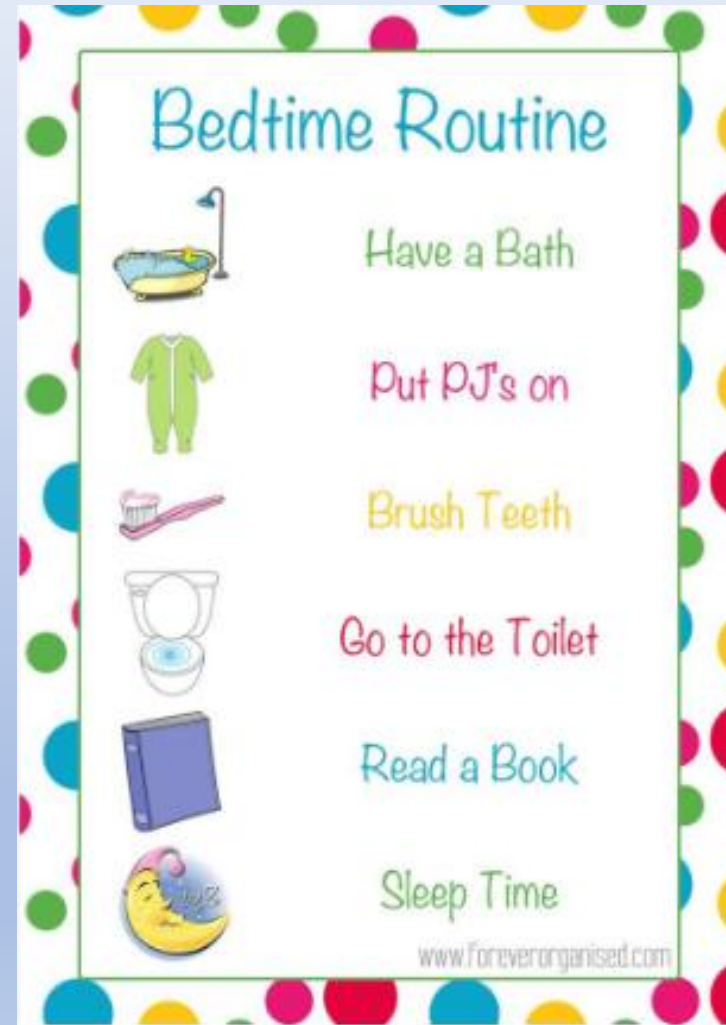 Bedtime Routine
Have a Bath
Put PJ's on
Brush Teeth
Go to the Toilet
Read a Book
Sleep Time
www.foreverorganised.com